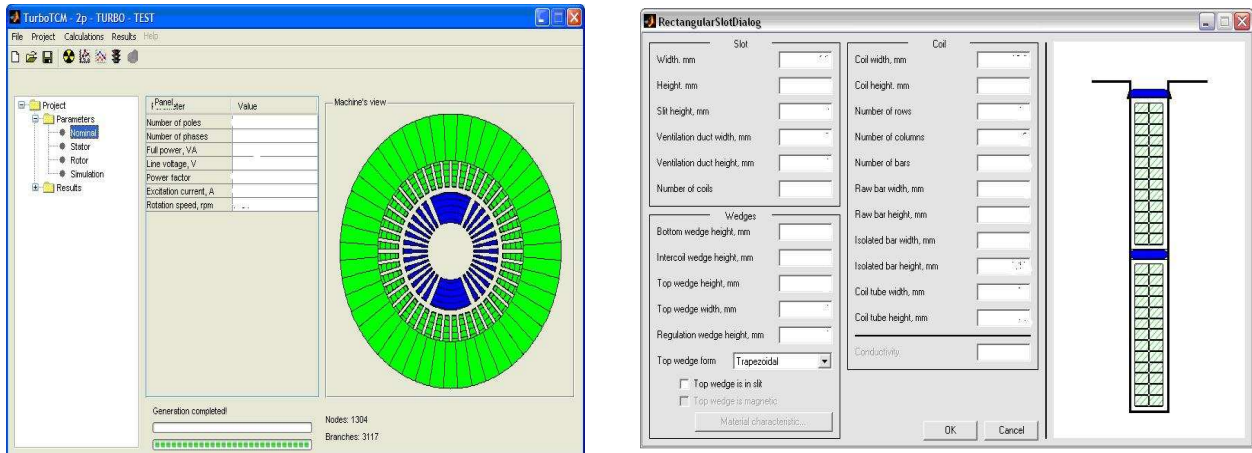 TurboTCM - 2p - TURBO - TEST
File Project Calculations Results Help
Project
Parameters
Nominal
Stator
Rotor
Simulation
Results
Panel
Value
Number of poles
Number of phases
Full power, VA
Line voltage, V
Power factor
Excitation current, A
Rotation speed, rpm
Machine's view
Generation completed!
Nodes: 1304
Branches: 3117
RectangularSlotDialog
Slot
Width. mm
Height. mm
Slit height, mm
Ventilation duct width, mm
Ventilation duct height, mm
Number of coils
Wedges
Bottom wedge height, mm
Intercoil wedge height, mm
Top wedge height, mm
Top wedge width, mm
Regulation wedge height, mm
Top wedge form Trapezoidal
Top wedge is in slit
Top wedge is magnetic
Material characteristic...
Coil
Coil width, mm
Coil height. mm
Number of rows
Number of columns
Number of bars
Raw bar width, mm
Raw bar height, mm
Isolated bar width, mm
Isolated bar height, mm
Coil tube width, mm
Coil tube height, mm
Conductivity
OK Cancel